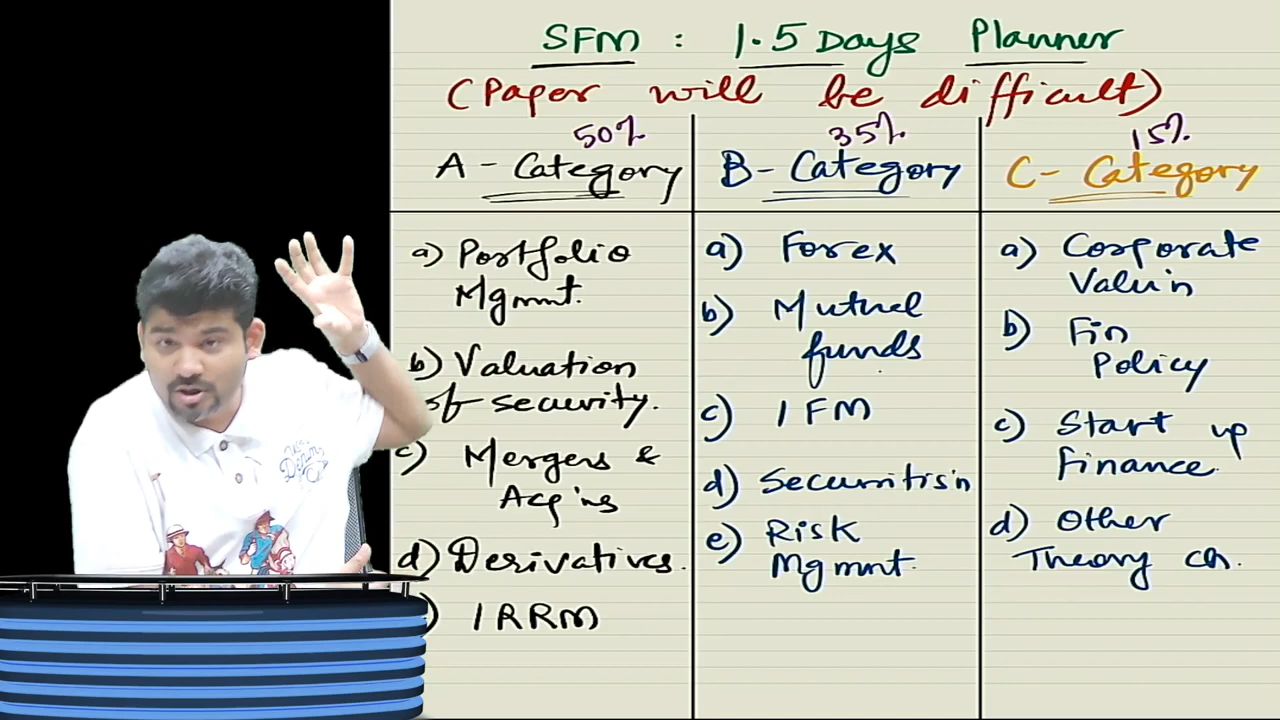 SFM : 1.5 Days Planner
(Paper will be difficult)
50%
A - Category
a) Portfolio
Mgmnt.
b) Valuation
of security.
c) Mergers &
Acq'ns
d) Derivatives.
) IRRM
35%
B - Category
a) Forex
b) Mutual
funds
c) IFM
d) Securitis'n
e) Risk
Mgmnt.
15%
C - Category
a) Corporate
Valu'n
b) Fin
Policy
c) Start up
Finance.
d) Other
Theory ch.